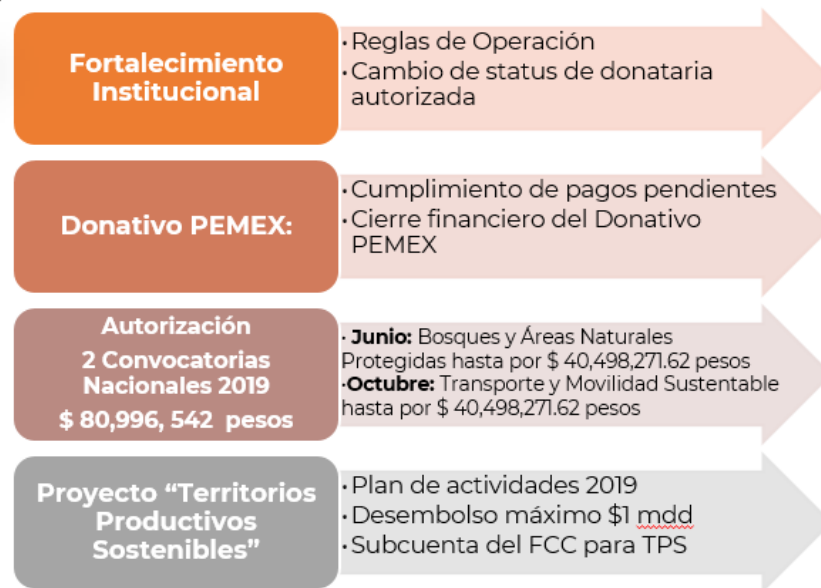 Fortalecimiento
Institucional
· Reglas de Operación
· Cambio de status de donataria
autorizada
Donativo PEMEX:
· Cumplimiento de pagos pendientes
· Cierre financiero del Donativo
PEMEX
Autorización
2 Convocatorias
Nacionales 2019
$ 80,996, 542 pesos
· Junio: Bosques y Áreas Naturales
Protegidas hasta por $ 40,498,271.62 pesos
·Octubre: Transporte y Movilidad Sustentable
hasta por $ 40,498,271.62 pesos
Proyecto “Territorios
Productivos
Sostenibles”
· Plan de actividades 2019
· Desembolso máximo $1 mdd
· Subcuenta del FCC para TPS